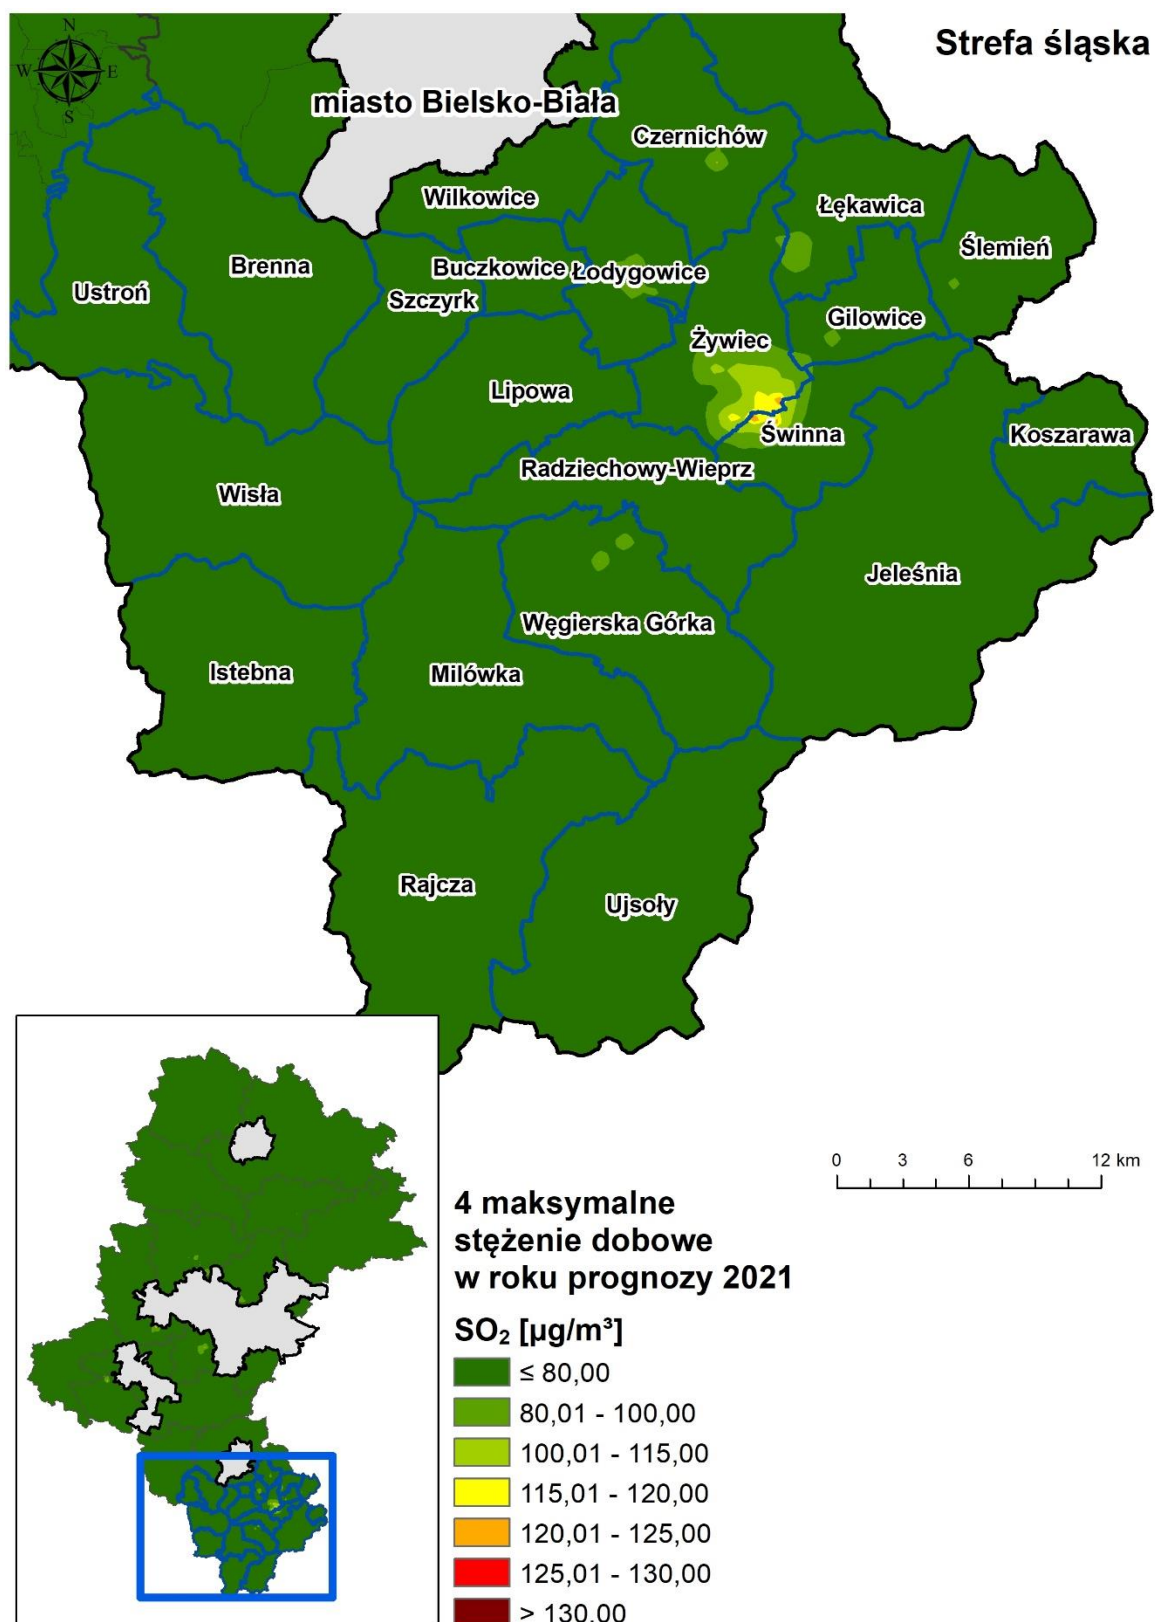 Strefa śląska
N
W E
S
miasto Bielsko-Biała
Czernichów
Wilkowice
Łękawica
Ślemień
Brenna
Buczkowice
Łodygowice
Ustroń
Szczyrk
Gilowice
Żywiec
Lipowa
Świnna
Koszarawa
Radziechowy-Wieprz
Wisła
Jeleśnia
Węgierska Górka
Istebna
Milówka
Rajcza
Ujsoły
0 3 6 12 km
4 maksymalne
stężenie dobowe
w roku prognozy 2021
SO₂ [µg/m³]
≤ 80,00
80,01 - 100,00
100,01 - 115,00
115,01 - 120,00
120,01 - 125,00
125,01 - 130,00
> 130,00